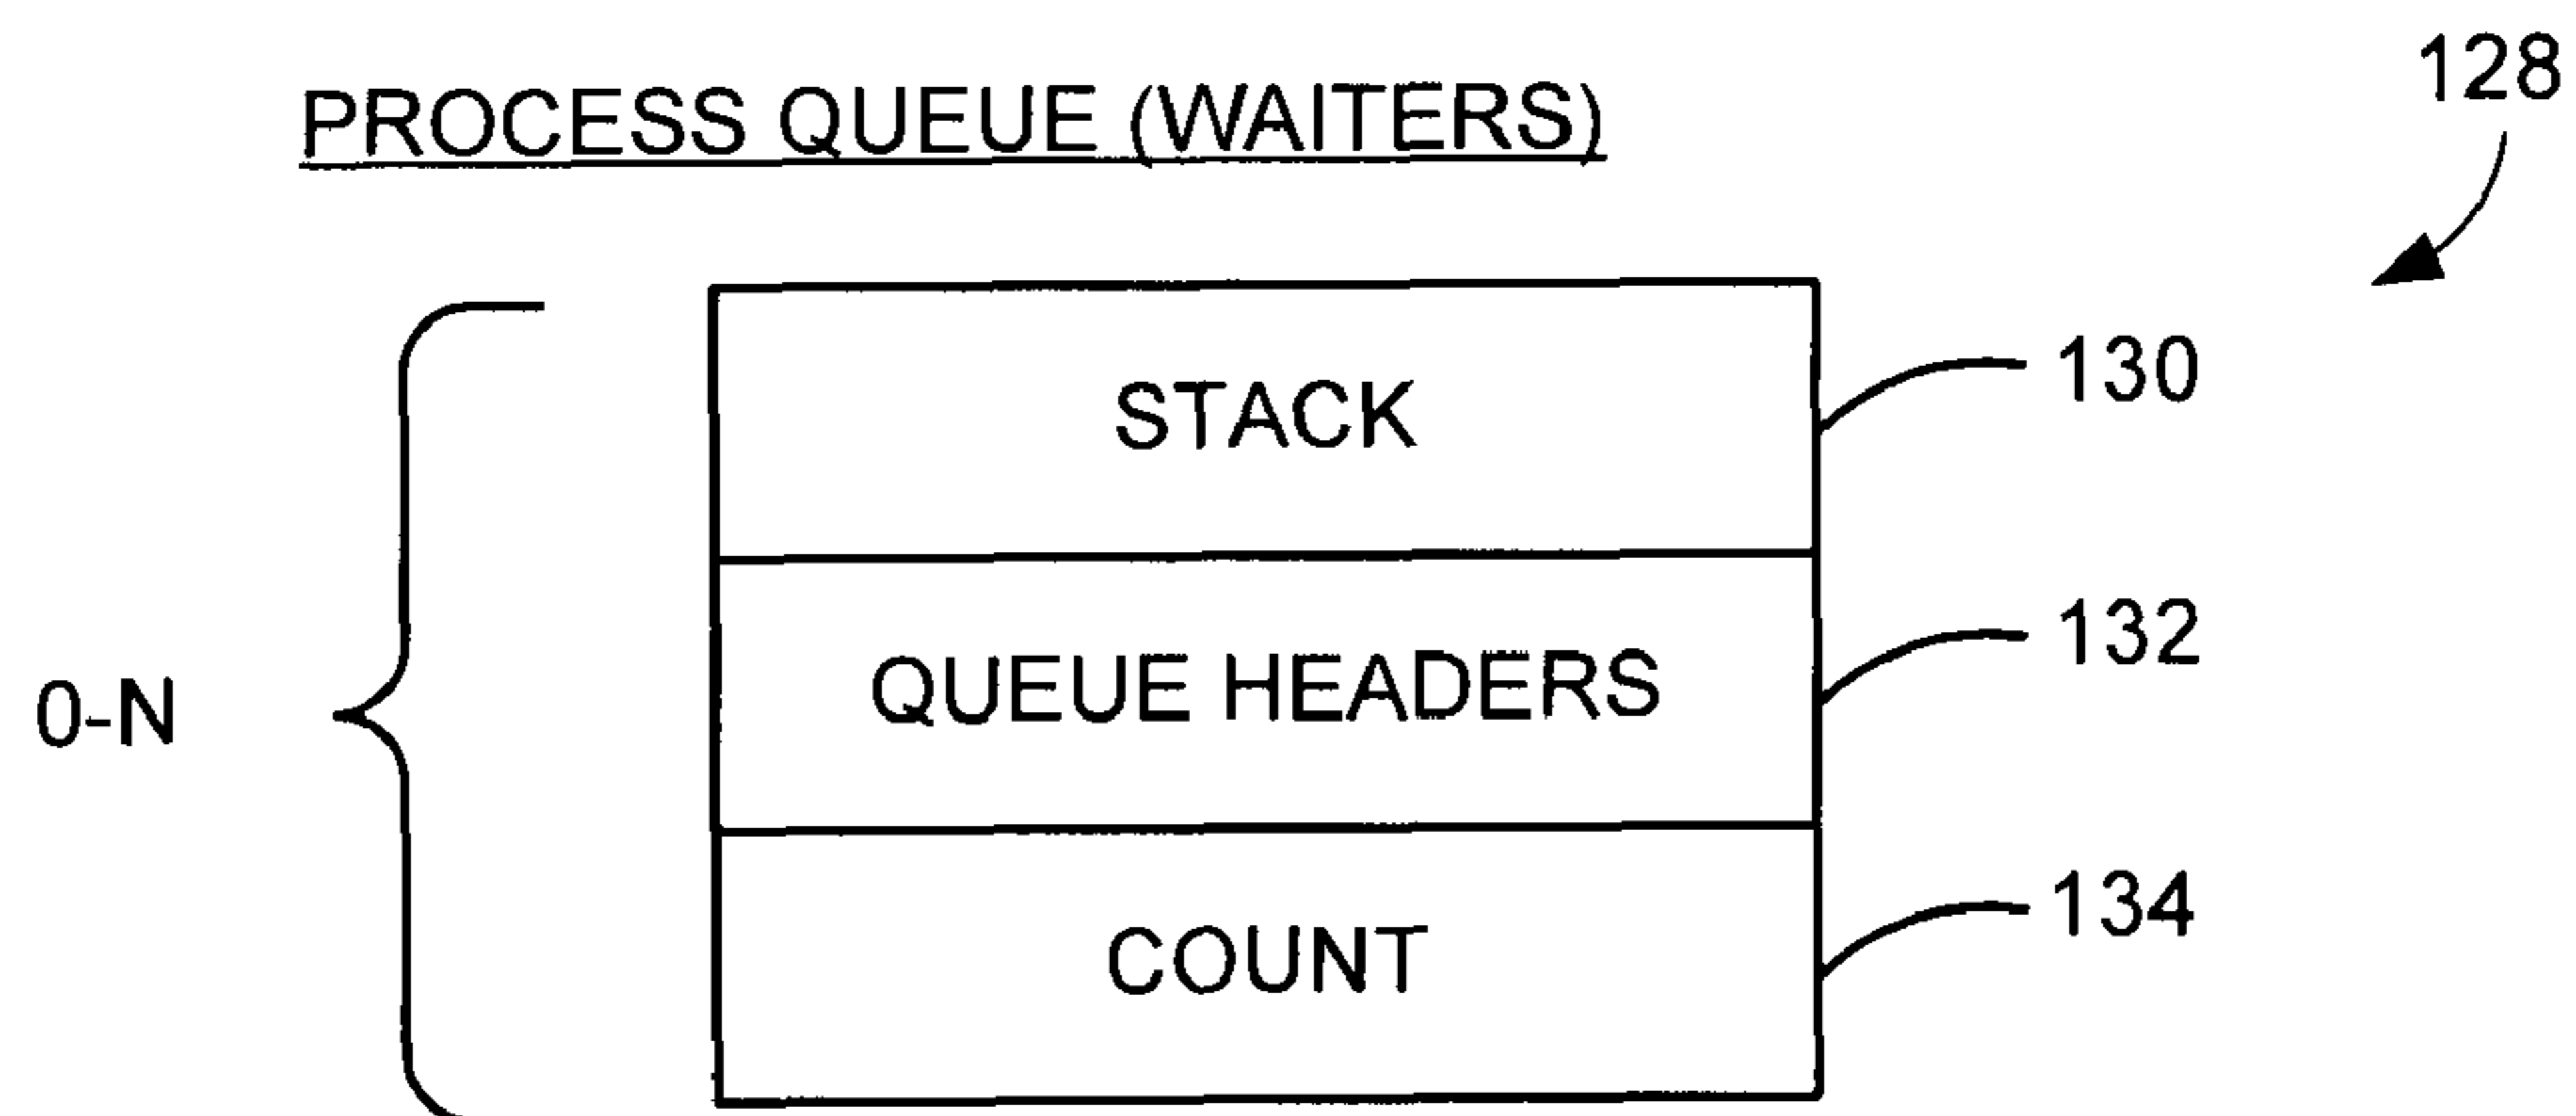 128
PROCESS QUEUE (WAITERS)
130
STACK
132
QUEUE HEADERS
0-N
134
COUNT